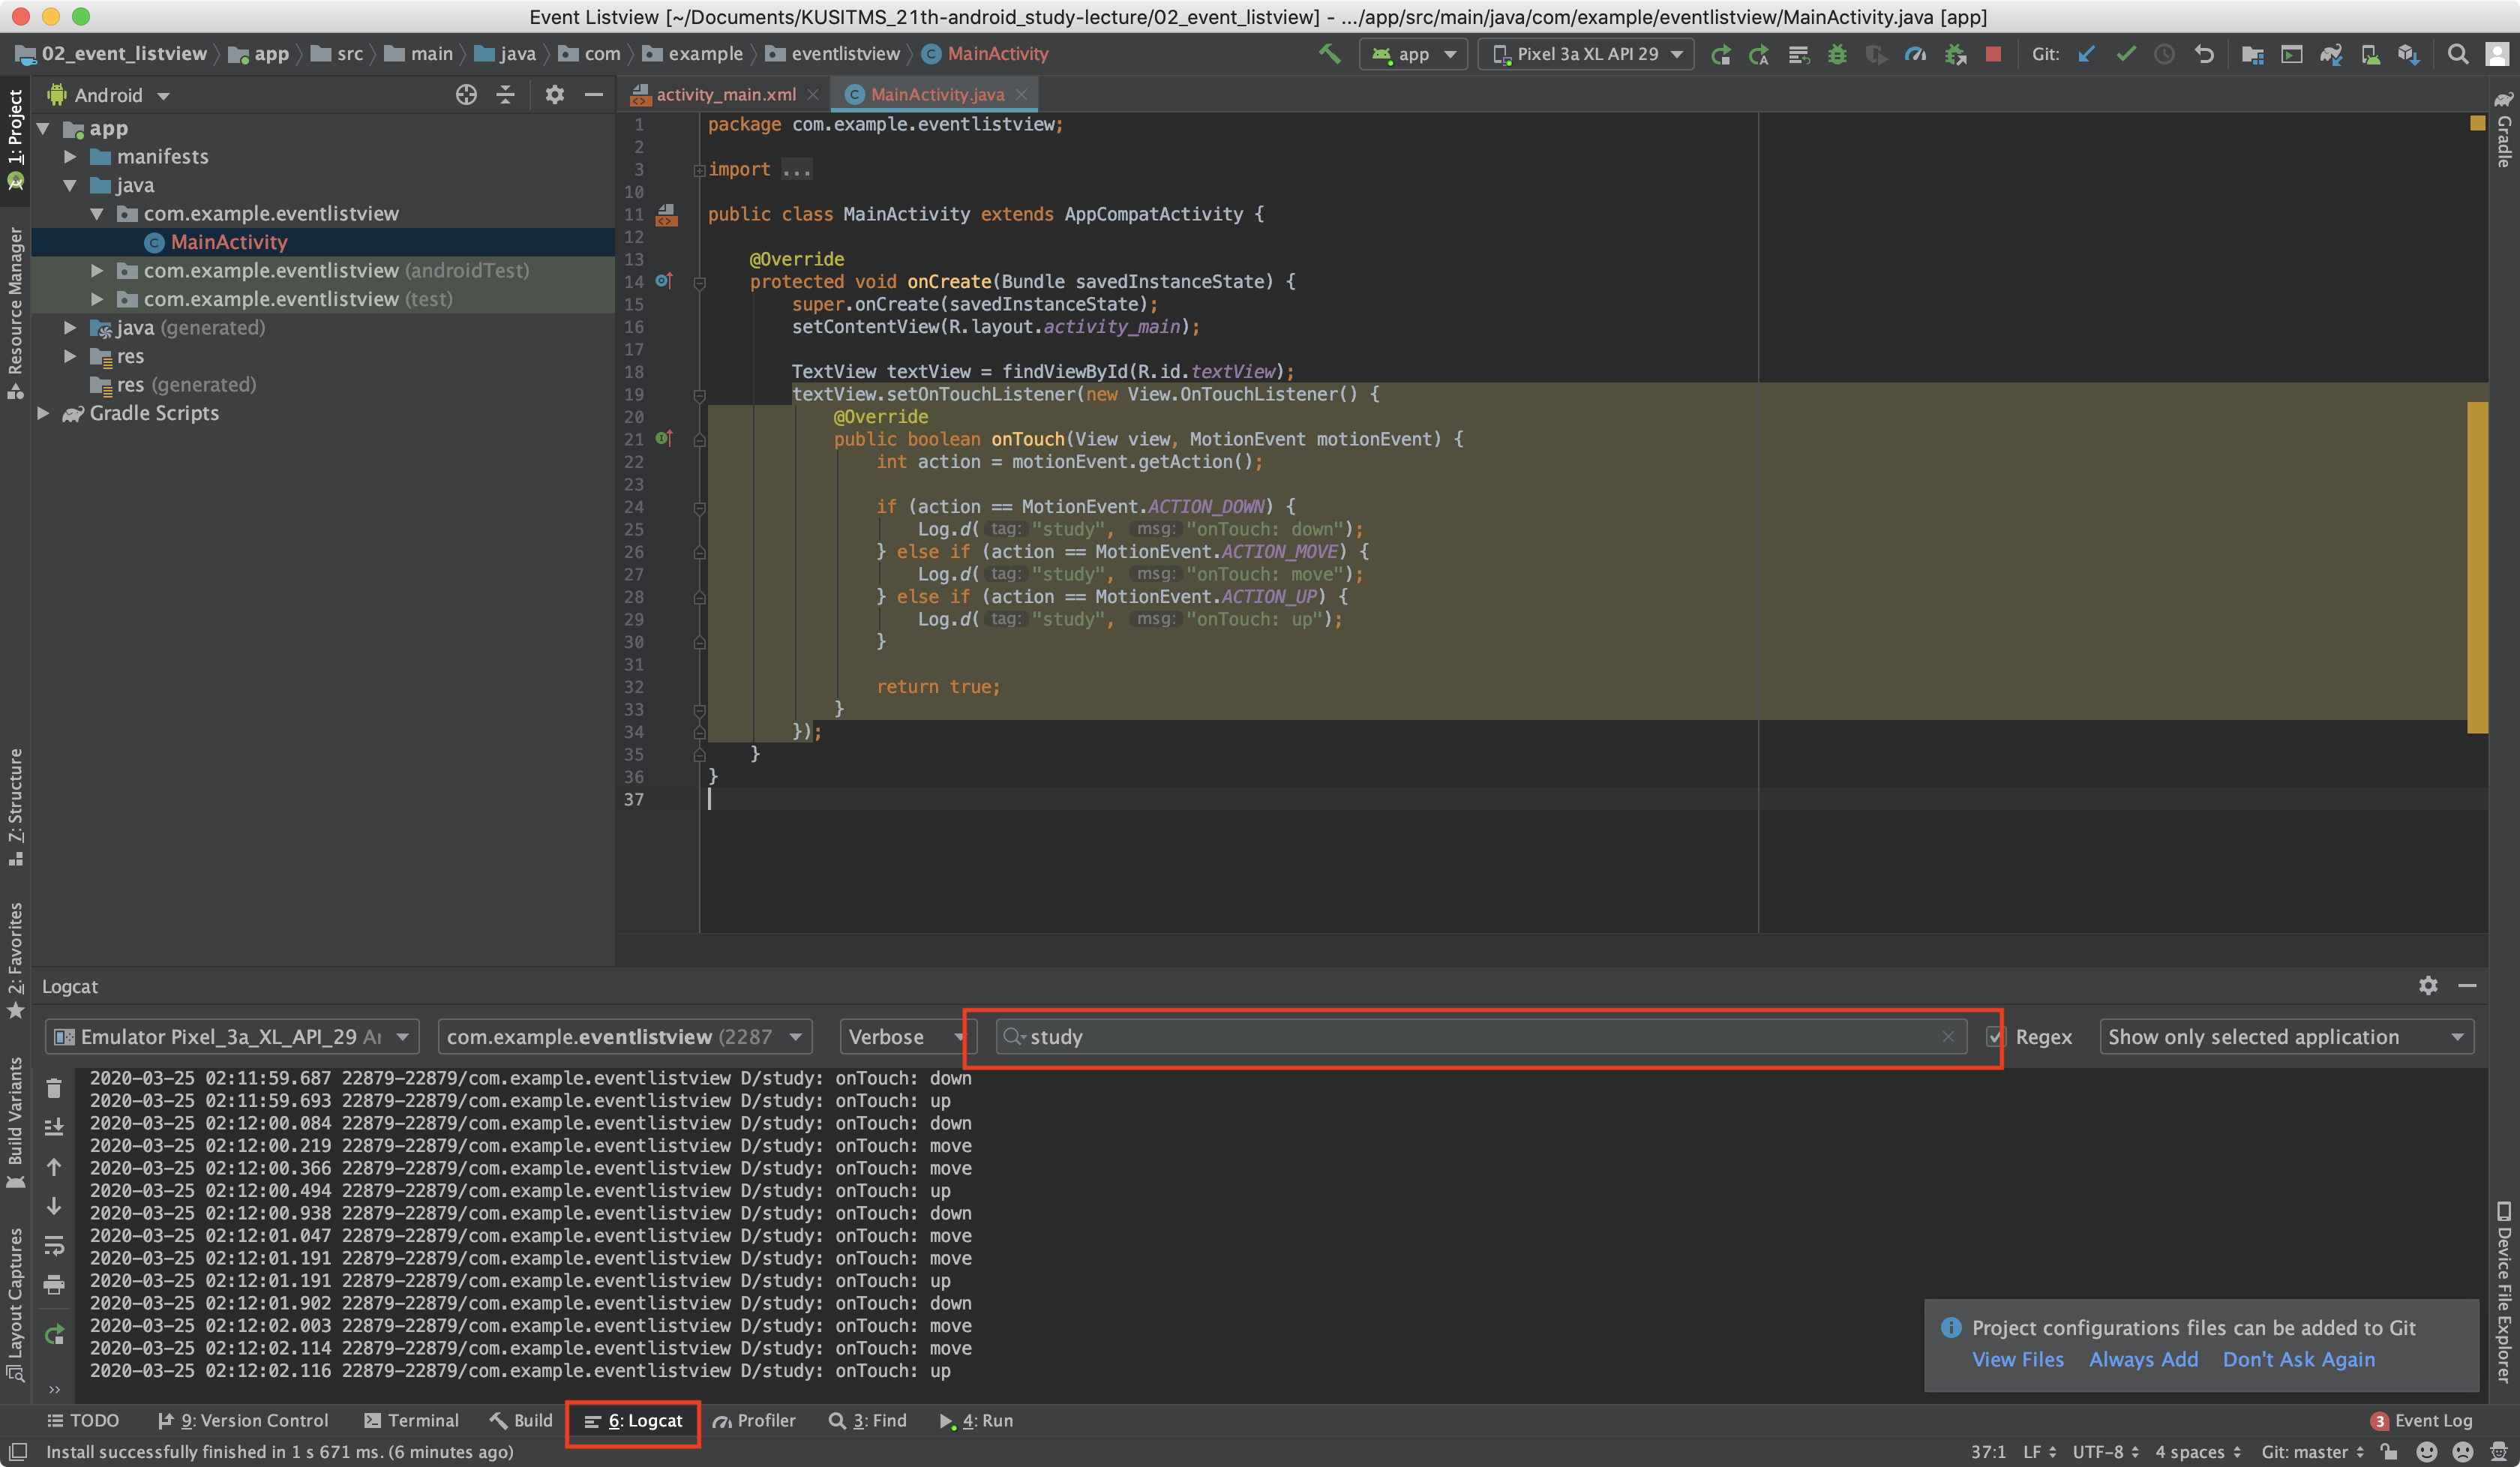 Event Listview [~/Documents/KUSITMS_21th-android_study-lecture/02_event_listview] - .../app/src/main/java/com/example/eventlistview/MainActivity.java [app]
02_event_listview app src main java com example eventlistview MainActivity
app Pixel 3a XL API 29 Git:
Android
activity_main.xml MainActivity.java
1: Project
Resource Manager
Z: Structure
2: Favorites
Build Variants
Layout Captures
app
manifests
java
com.example.eventlistview
MainActivity
com.example.eventlistview (androidTest)
com.example.eventlistview (test)
java (generated)
res
res (generated)
Gradle Scripts
1 package com.example.eventlistview;
2
3 import ...
10
11 public class MainActivity extends AppCompatActivity {
12
13 @Override
14 protected void onCreate(Bundle savedInstanceState) {
15 super.onCreate(savedInstanceState);
16 setContentView(R.layout.activity_main);
17
18 TextView textView = findViewById(R.id.textView);
19 textView.setOnTouchListener(new View.OnTouchListener() {
20 @Override
21 public boolean onTouch(View view, MotionEvent motionEvent) {
22 int action = motionEvent.getAction();
23
24 if (action == MotionEvent.ACTION_DOWN) {
25 Log.d( tag: "study", msg: "onTouch: down");
26 } else if (action == MotionEvent.ACTION_MOVE) {
27 Log.d( tag: "study", msg: "onTouch: move");
28 } else if (action == MotionEvent.ACTION_UP) {
29 Log.d( tag: "study", msg: "onTouch: up");
30 }
31
32 return true;
33 }
34 });
35 }
36 }
37
Gradle
Device File Explorer
Logcat
Emulator Pixel_3a_XL_API_29 Ar com.example.eventlistview (2287 Verbose study Regex Show only selected application
2020-03-25 02:11:59.687 22879-22879/com.example.eventlistview D/study: onTouch: down
2020-03-25 02:11:59.693 22879-22879/com.example.eventlistview D/study: onTouch: up
2020-03-25 02:12:00.084 22879-22879/com.example.eventlistview D/study: onTouch: down
2020-03-25 02:12:00.219 22879-22879/com.example.eventlistview D/study: onTouch: move
2020-03-25 02:12:00.366 22879-22879/com.example.eventlistview D/study: onTouch: move
2020-03-25 02:12:00.494 22879-22879/com.example.eventlistview D/study: onTouch: up
2020-03-25 02:12:00.938 22879-22879/com.example.eventlistview D/study: onTouch: down
2020-03-25 02:12:01.047 22879-22879/com.example.eventlistview D/study: onTouch: move
2020-03-25 02:12:01.191 22879-22879/com.example.eventlistview D/study: onTouch: move
2020-03-25 02:12:01.191 22879-22879/com.example.eventlistview D/study: onTouch: up
2020-03-25 02:12:01.902 22879-22879/com.example.eventlistview D/study: onTouch: down
2020-03-25 02:12:02.003 22879-22879/com.example.eventlistview D/study: onTouch: move
2020-03-25 02:12:02.114 22879-22879/com.example.eventlistview D/study: onTouch: move
2020-03-25 02:12:02.116 22879-22879/com.example.eventlistview D/study: onTouch: up
Project configurations files can be added to Git
View Files Always Add Don't Ask Again
TODO 9: Version Control Terminal Build 6: Logcat Profiler 3: Find 4: Run 3 Event Log
Install successfully finished in 1 s 671 ms. (6 minutes ago) 37:1 LF UTF-8 4 spaces Git: master